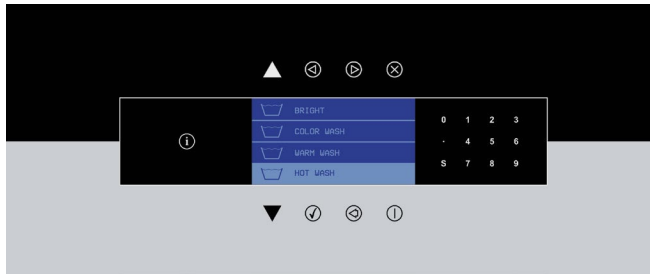 BRIGHT
COLOR WASH
WARM WASH
HOT WASH
i
0 1 2 3
. 4 5 6
S 7 8 9